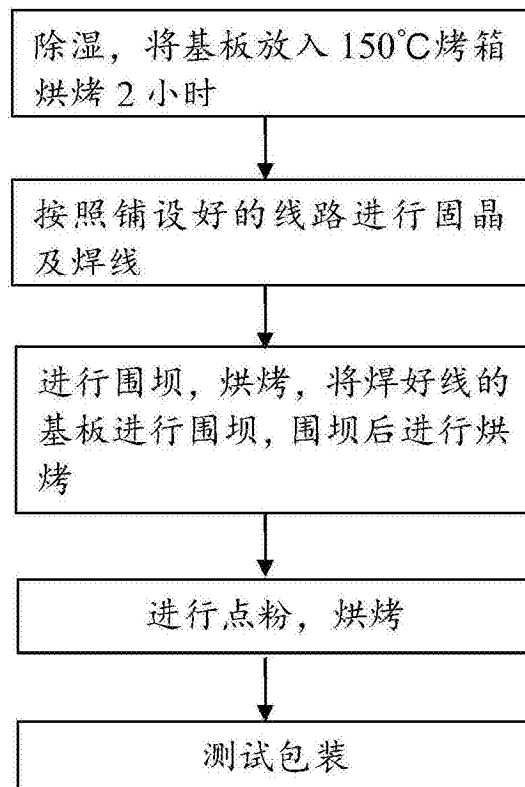 除湿，将基板放入 150℃烤箱
烘烤 2 小时
按照铺设好的线路进行固晶
及焊线
进行围坝，烘烤，将焊好线的
基板进行围坝，围坝后进行烘
烤
进行点粉，烘烤
测试包装